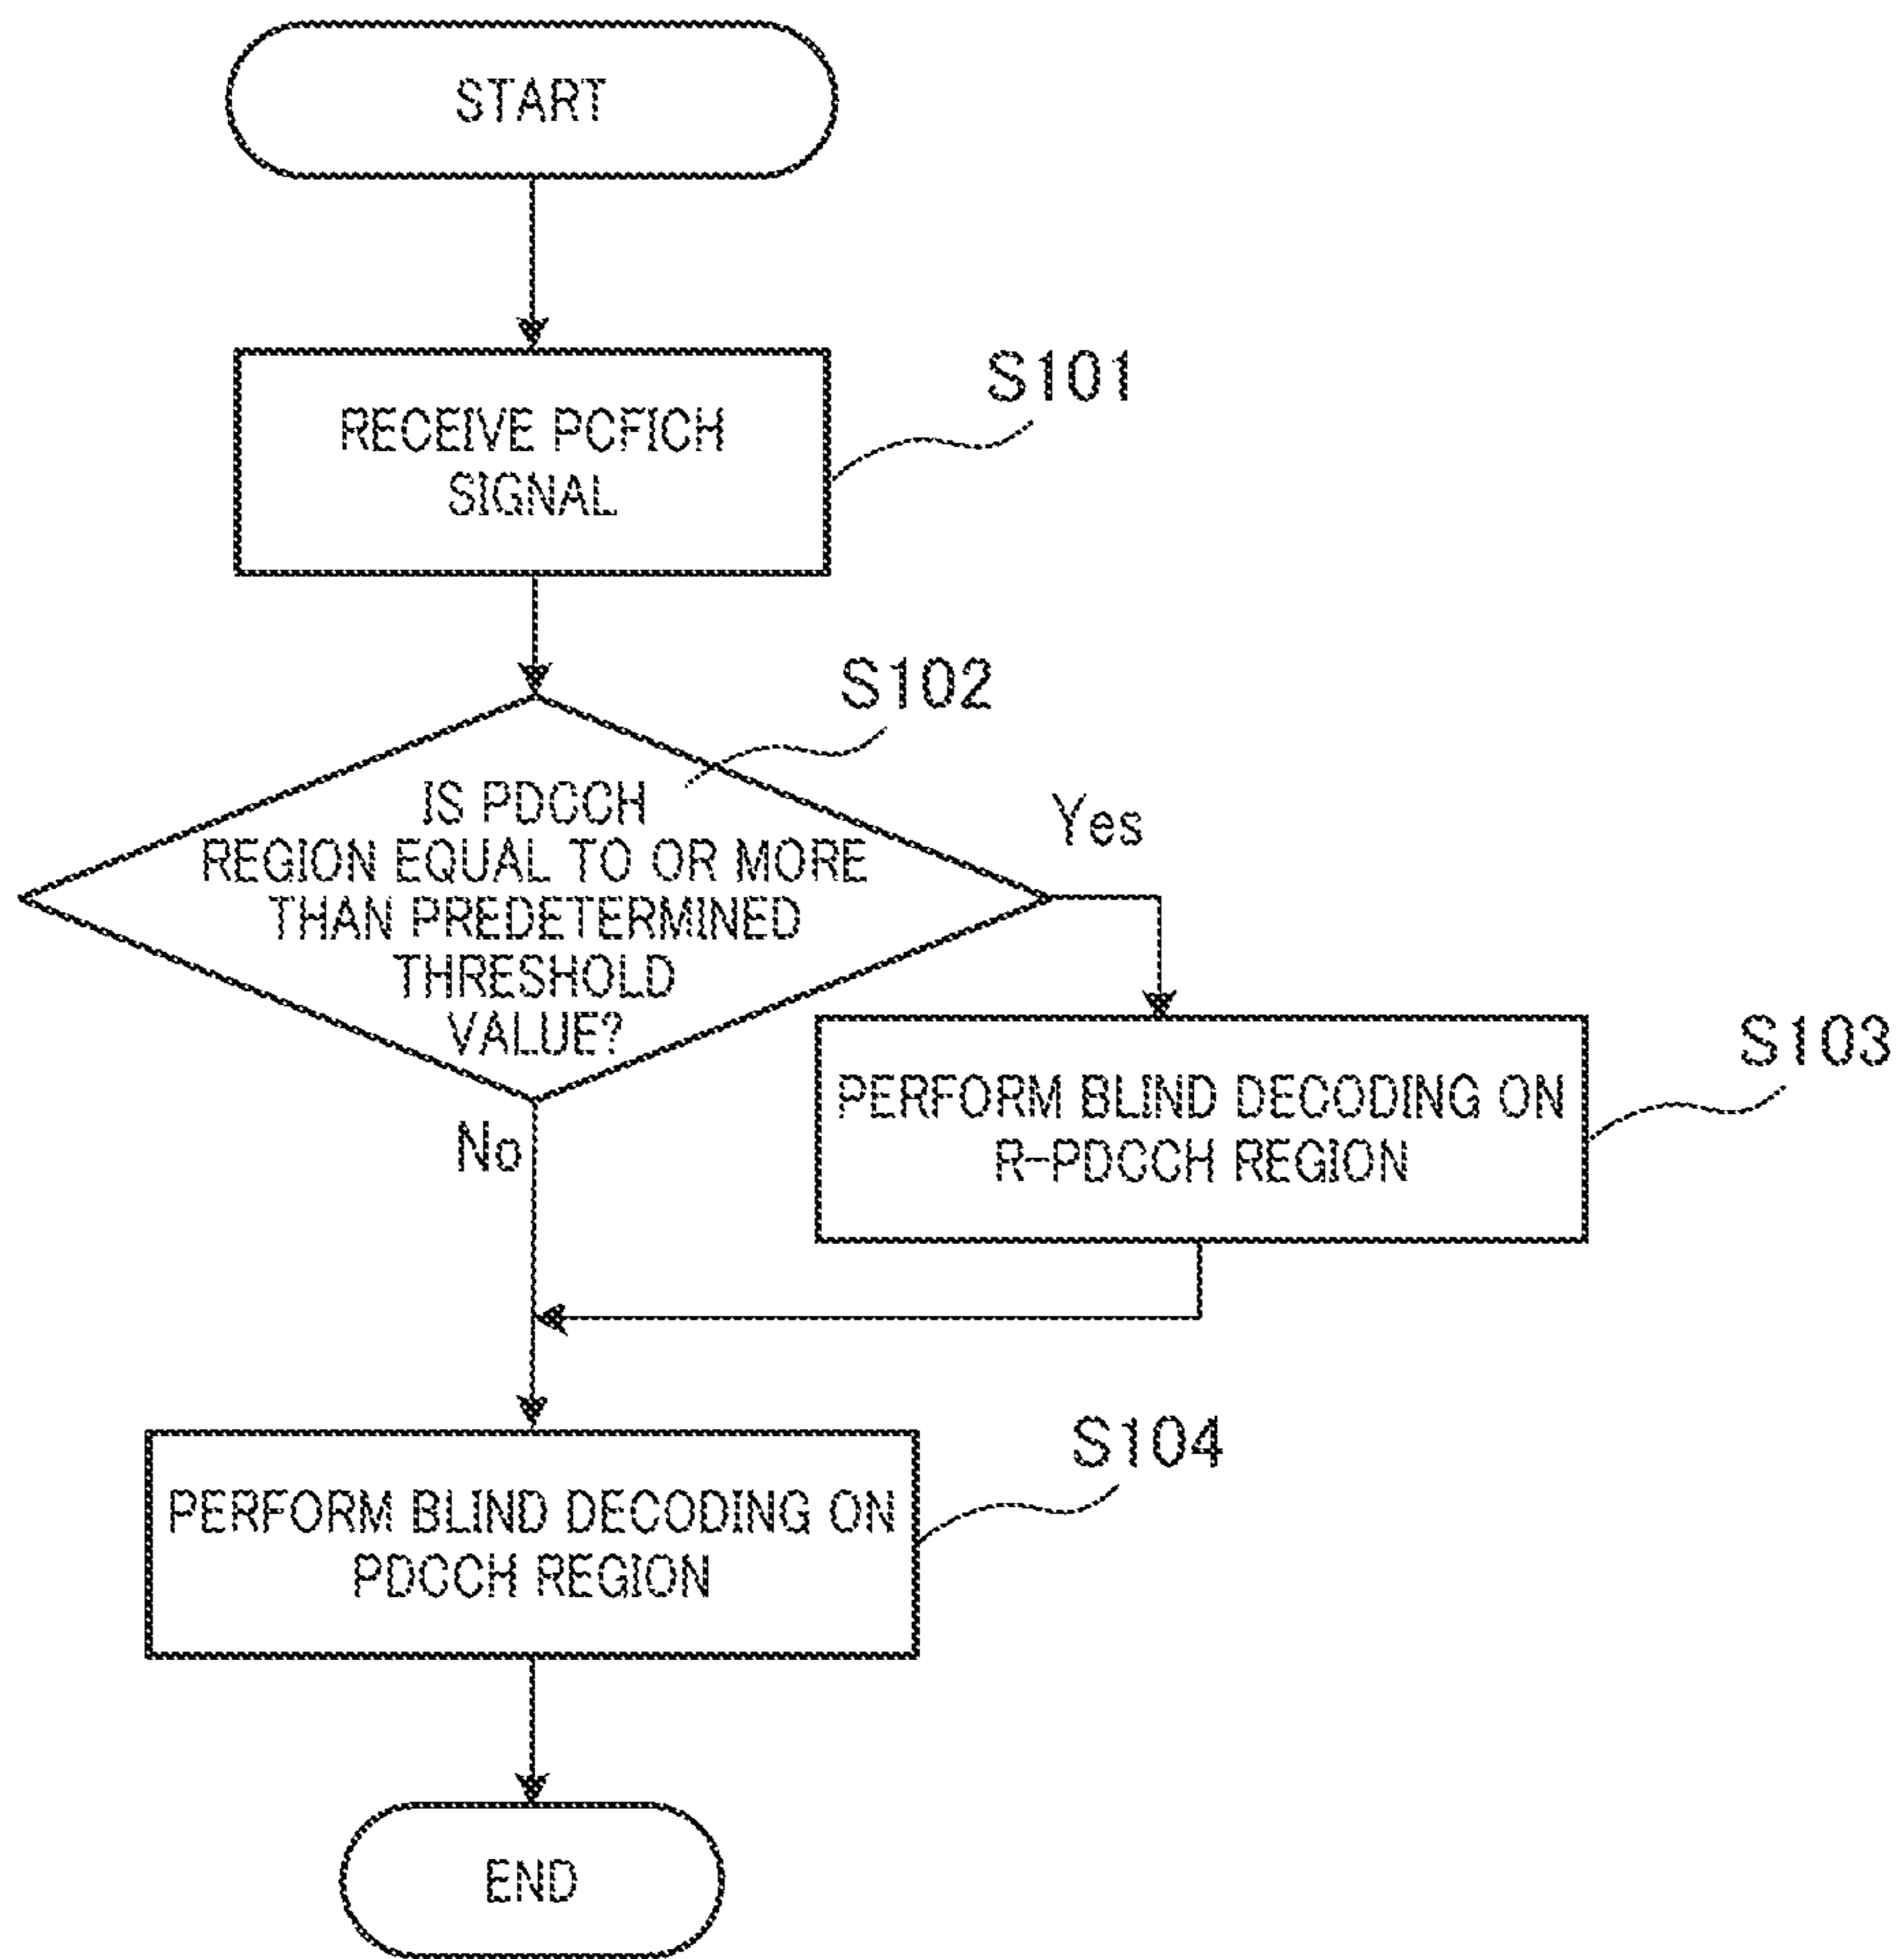 START
RECEIVE PCFICH
SIGNAL
S101
IS PDCCH
REGION EQUAL TO OR MORE
THAN PREDETERMINED
THRESHOLD
VALUE?
S102
Yes
No
PERFORM BLIND DECODING ON
R-PDCCH REGION
S103
PERFORM BLIND DECODING ON
PDCCH REGION
S104
END